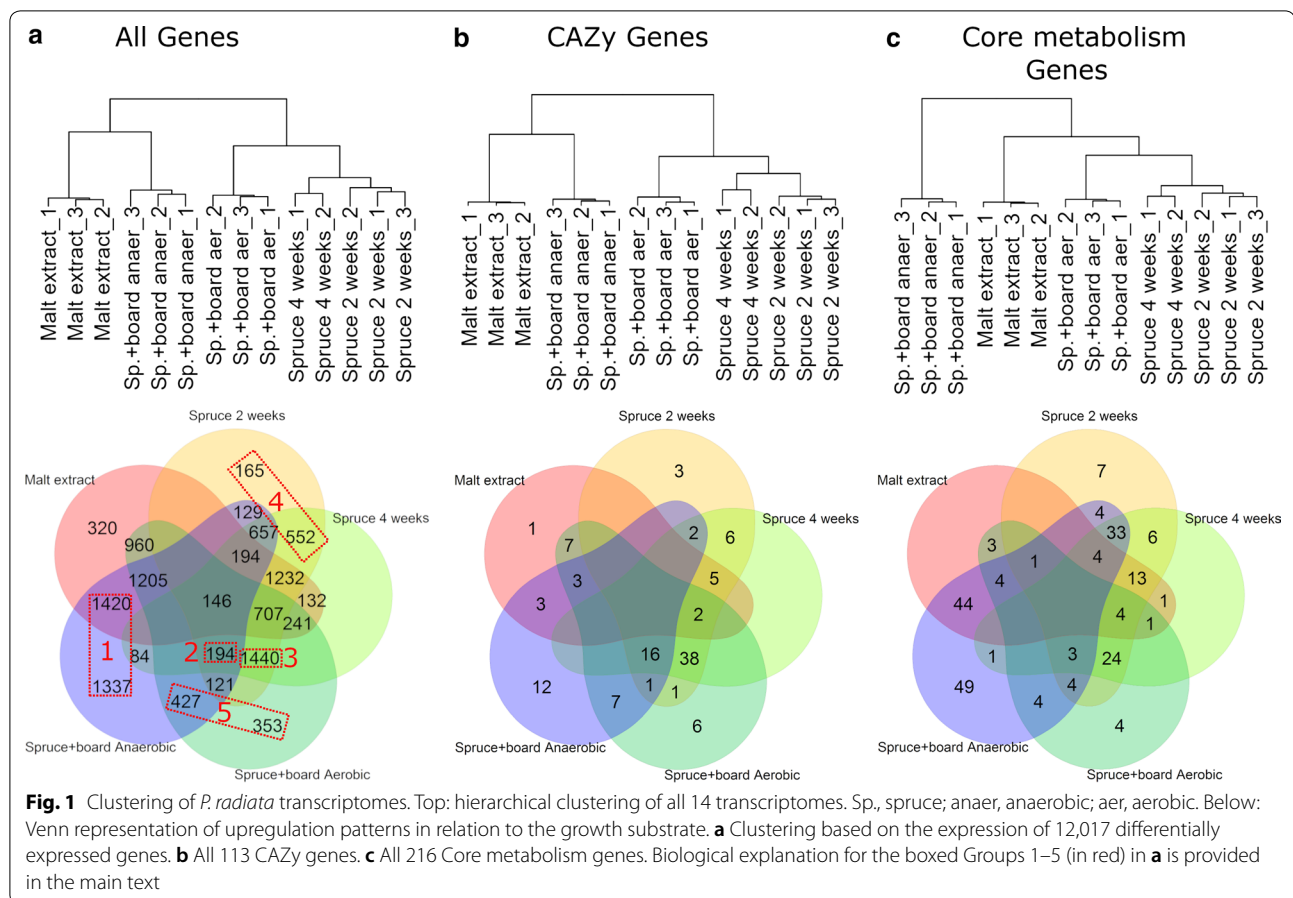 a All Genes
b CAZy Genes
c Core metabolism
Genes
Malt extract_1
Malt extract_3
Malt extract_2
Sp.+board anaer_3
Sp.+board anaer_2
Sp.+board anaer_1
Sp.+board aer_2
Sp.+board aer_3
Sp.+board aer_1
Spruce 4 weeks_1
Spruce 4 weeks_2
Spruce 2 weeks_2
Spruce 2 weeks_1
Spruce 2 weeks_3
Malt extract_1
Malt extract_3
Malt extract_2
Sp.+board anaer_3
Sp.+board anaer_2
Sp.+board anaer_1
Sp.+board aer_2
Sp.+board aer_3
Sp.+board aer_1
Spruce 4 weeks_1
Spruce 4 weeks_2
Spruce 2 weeks_2
Spruce 2 weeks_1
Spruce 2 weeks_3
Sp.+board anaer_3
Sp.+board anaer_2
Sp.+board anaer_1
Malt extract_1
Malt extract_3
Malt extract_2
Sp.+board aer_2
Sp.+board aer_3
Sp.+board aer_1
Spruce 4 weeks_1
Spruce 4 weeks_2
Spruce 2 weeks_2
Spruce 2 weeks_1
Spruce 2 weeks_3
Spruce 2 weeks
Malt extract
Spruce 4 weeks
165
4
129
320
657
552
960
194
1205
1232
1420
146
132
707
241
1
84
2
194
1440
3
1337
121
427
5
353
Spruce+board Anaerobic
Spruce+board Aerobic
Spruce 2 weeks
Malt extract
Spruce 4 weeks
3
1
2
6
7
3
5
3
2
16
38
12
1
1
7
6
Spruce+board Anaerobic
Spruce+board Aerobic
Spruce 2 weeks
Malt extract
Spruce 4 weeks
7
4
33
6
3
1
4
4
13
44
4
1
1
1
3
24
49
4
4
4
Spruce+board Anaerobic
Spruce+board Aerobic
Fig. 1 Clustering of P. radiata transcriptomes. Top: hierarchical clustering of all 14 transcriptomes. Sp., spruce; anaer, anaerobic; aer, aerobic. Below:
Venn representation of upregulation patterns in relation to the growth substrate. a Clustering based on the expression of 12,017 differentially
expressed genes. b All 113 CAZy genes. c All 216 Core metabolism genes. Biological explanation for the boxed Groups 1–5 (in red) in a is provided
in the main text